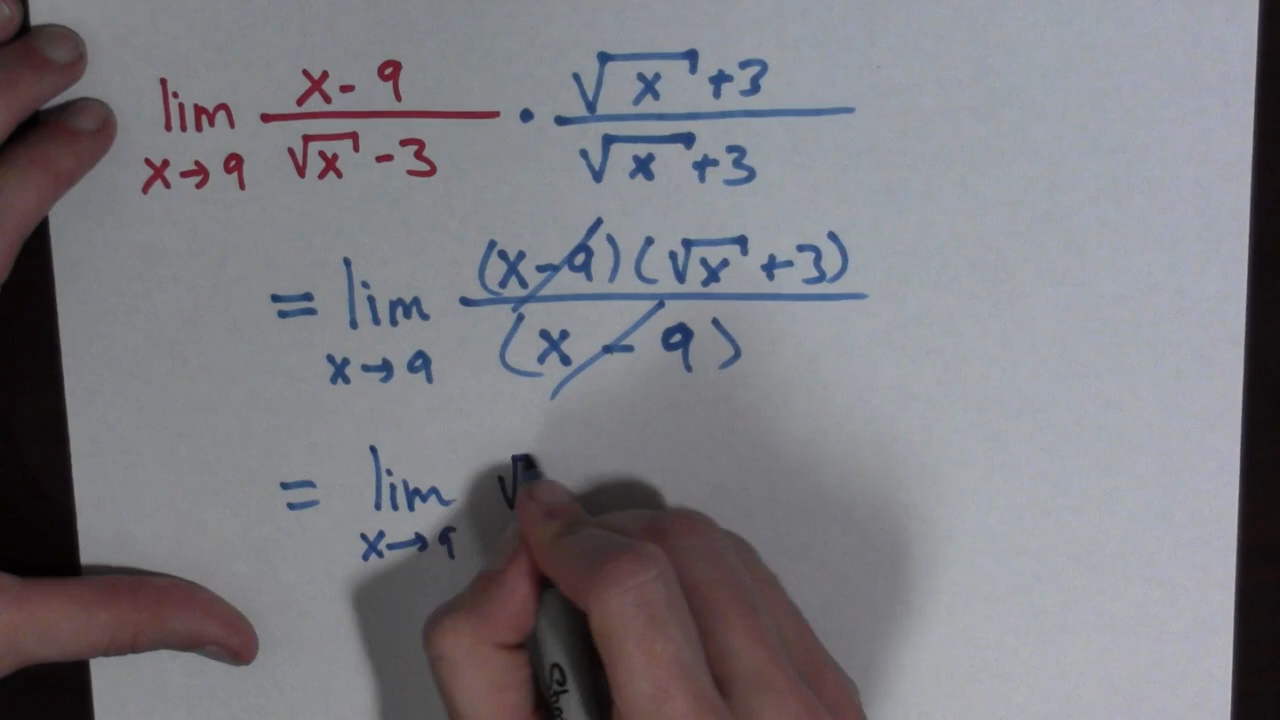 lim x→9 (x-9)/(√x -3) · (√x +3)/(√x +3)
= lim x→9 (x-9)(√x +3)/(x-9)
= lim x→9 √